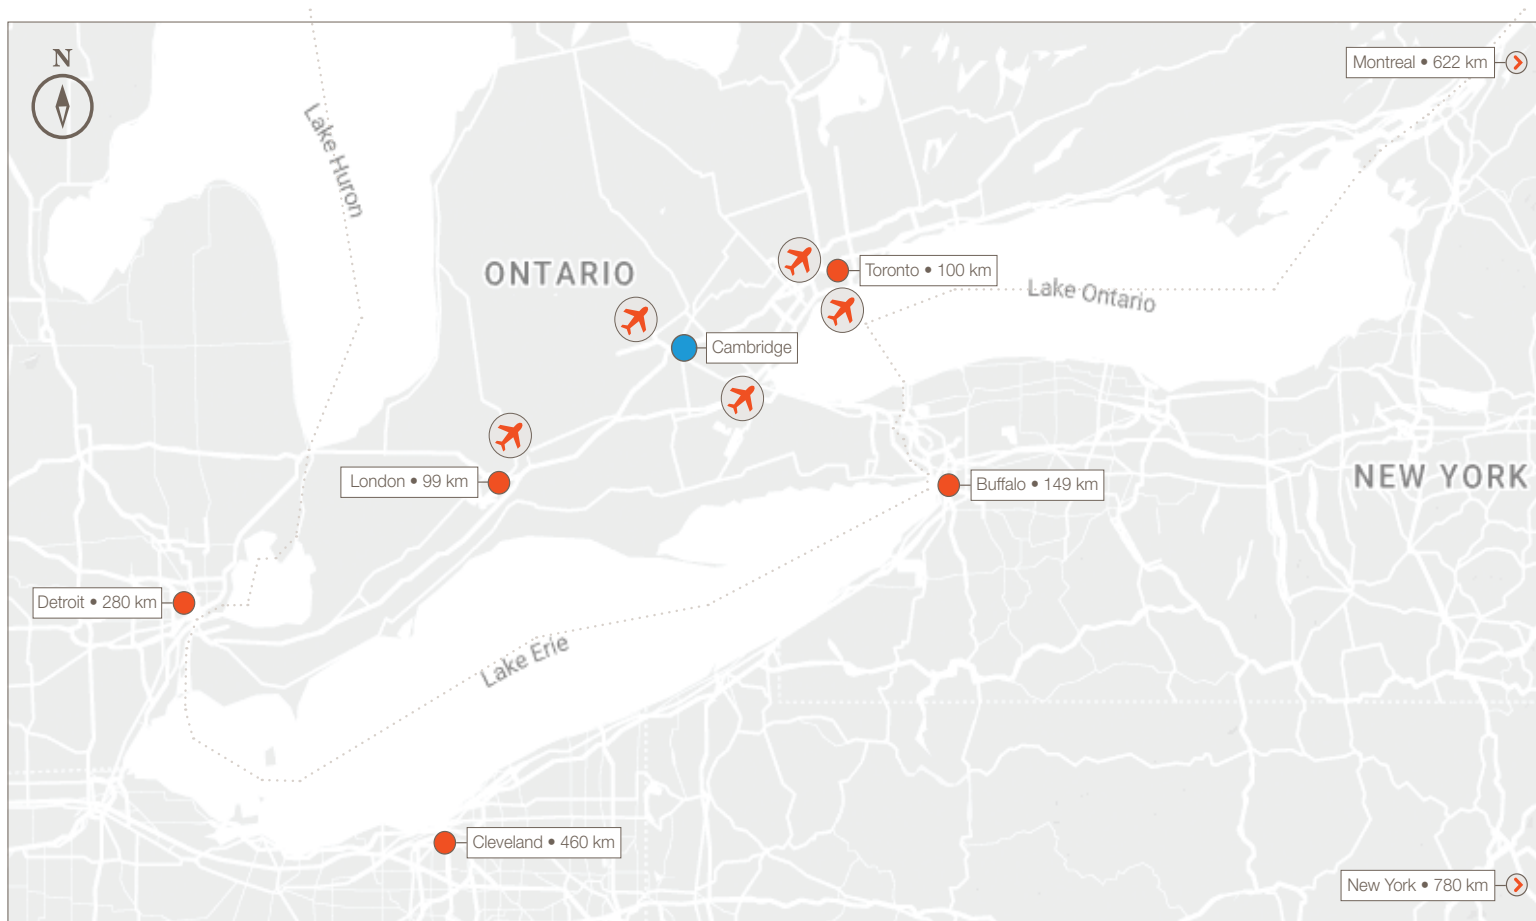 N
Montreal • 622 km
Lake Huron
ONTARIO
Toronto • 100 km
Lake Ontario
Cambridge
London • 99 km
Buffalo • 149 km
NEW YORK
Detroit • 280 km
Lake Erie
Cleveland • 460 km
New York • 780 km